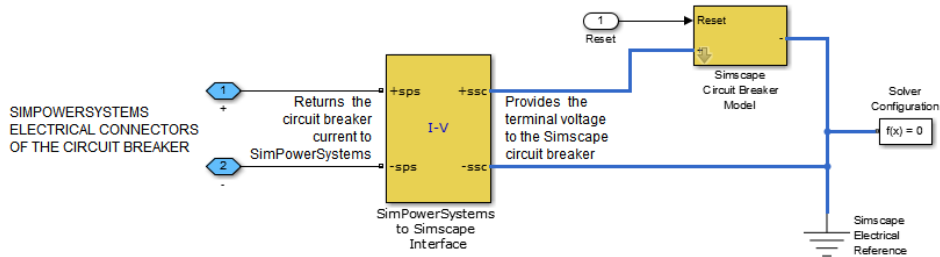 1
Reset
Reset
+
-
Simscape
Circuit Breaker
Model
Solver
Configuration
f(x) = 0
SIMPOWERSYSTEMS
ELECTRICAL CONNECTORS
OF THE CIRCUIT BREAKER
1
+
2
-
Returns the
circuit breaker
current to
SimPowerSystems
+sps
+ssc
I-V
-sps
-ssc
SimPowerSystems
to Simscape
Interface
Provides the
terminal voltage
to the Simscape
circuit breaker
Simscape
Electrical
Reference